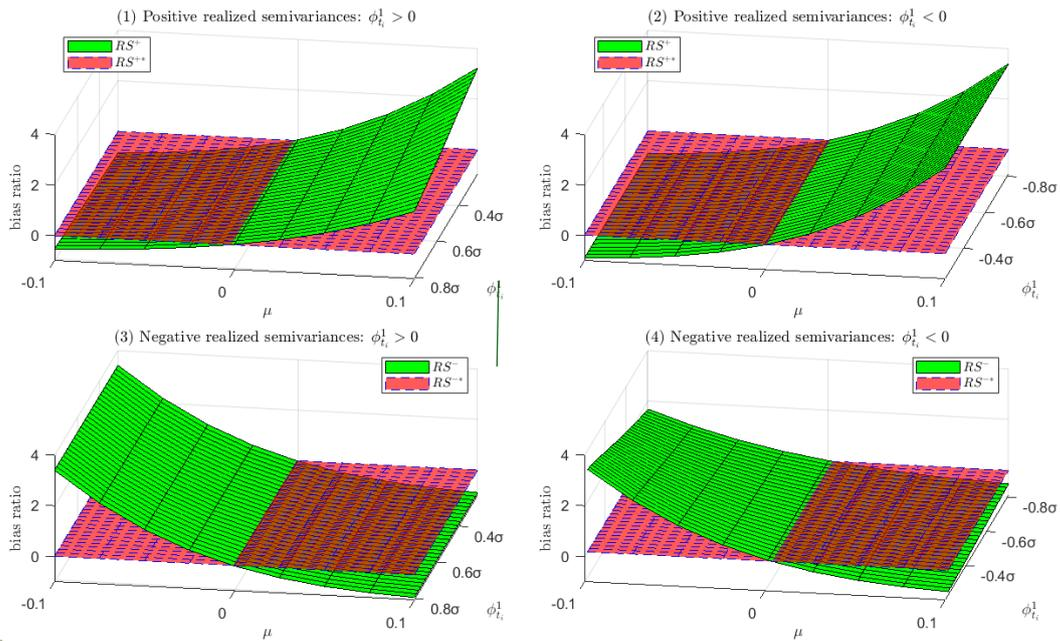 (1) Positive realized semivariances: ϕ¹ₜᵢ > 0
RS⁺
RS⁺*
bias ratio
4
2
0
-0.1
0
0.1
μ
0.4σ
0.6σ
0.8σ
ϕ¹ₜᵢ
(2) Positive realized semivariances: ϕ¹ₜᵢ < 0
RS⁺
RS⁺*
bias ratio
4
2
0
-0.1
0
0.1
μ
-0.8σ
-0.6σ
-0.4σ
ϕ¹ₜᵢ
(3) Negative realized semivariances: ϕ¹ₜᵢ > 0
RS⁻
RS⁻*
bias ratio
4
2
0
-0.1
0
0.1
μ
0.4σ
0.6σ
0.8σ
ϕ¹ₜᵢ
(4) Negative realized semivariances: ϕ¹ₜᵢ < 0
RS⁻
RS⁻*
bias ratio
4
2
0
-0.1
0
0.1
μ
-0.8σ
-0.6σ
-0.4σ
ϕ¹ₜᵢ